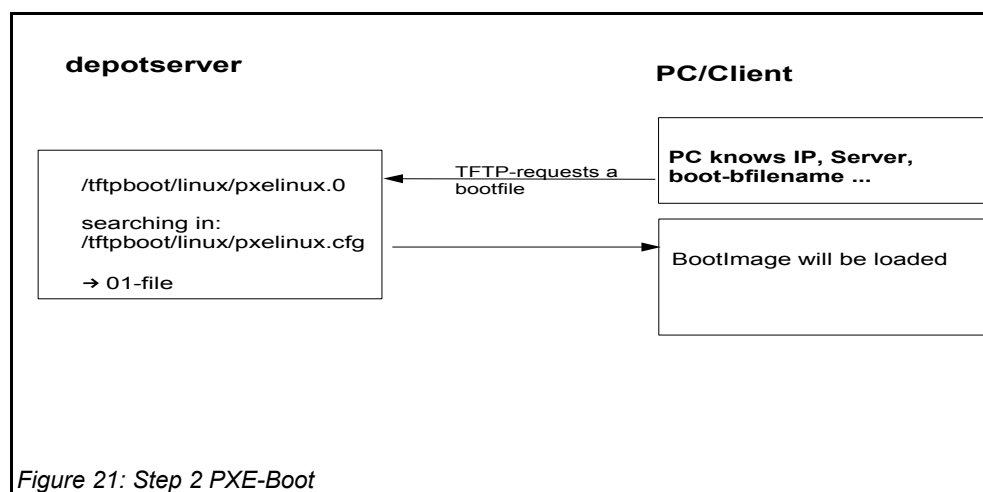 depotserver
PC/Client
PC knows IP, Server,
boot-bfilename ...
TFTP-requests a
bootfile
/tftpboot/linux/pxelinux.0
searching in:
/tftpboot/linux/pxelinux.cfg
→ 01-file
BootImage will be loaded
Figure 21: Step 2 PXE-Boot